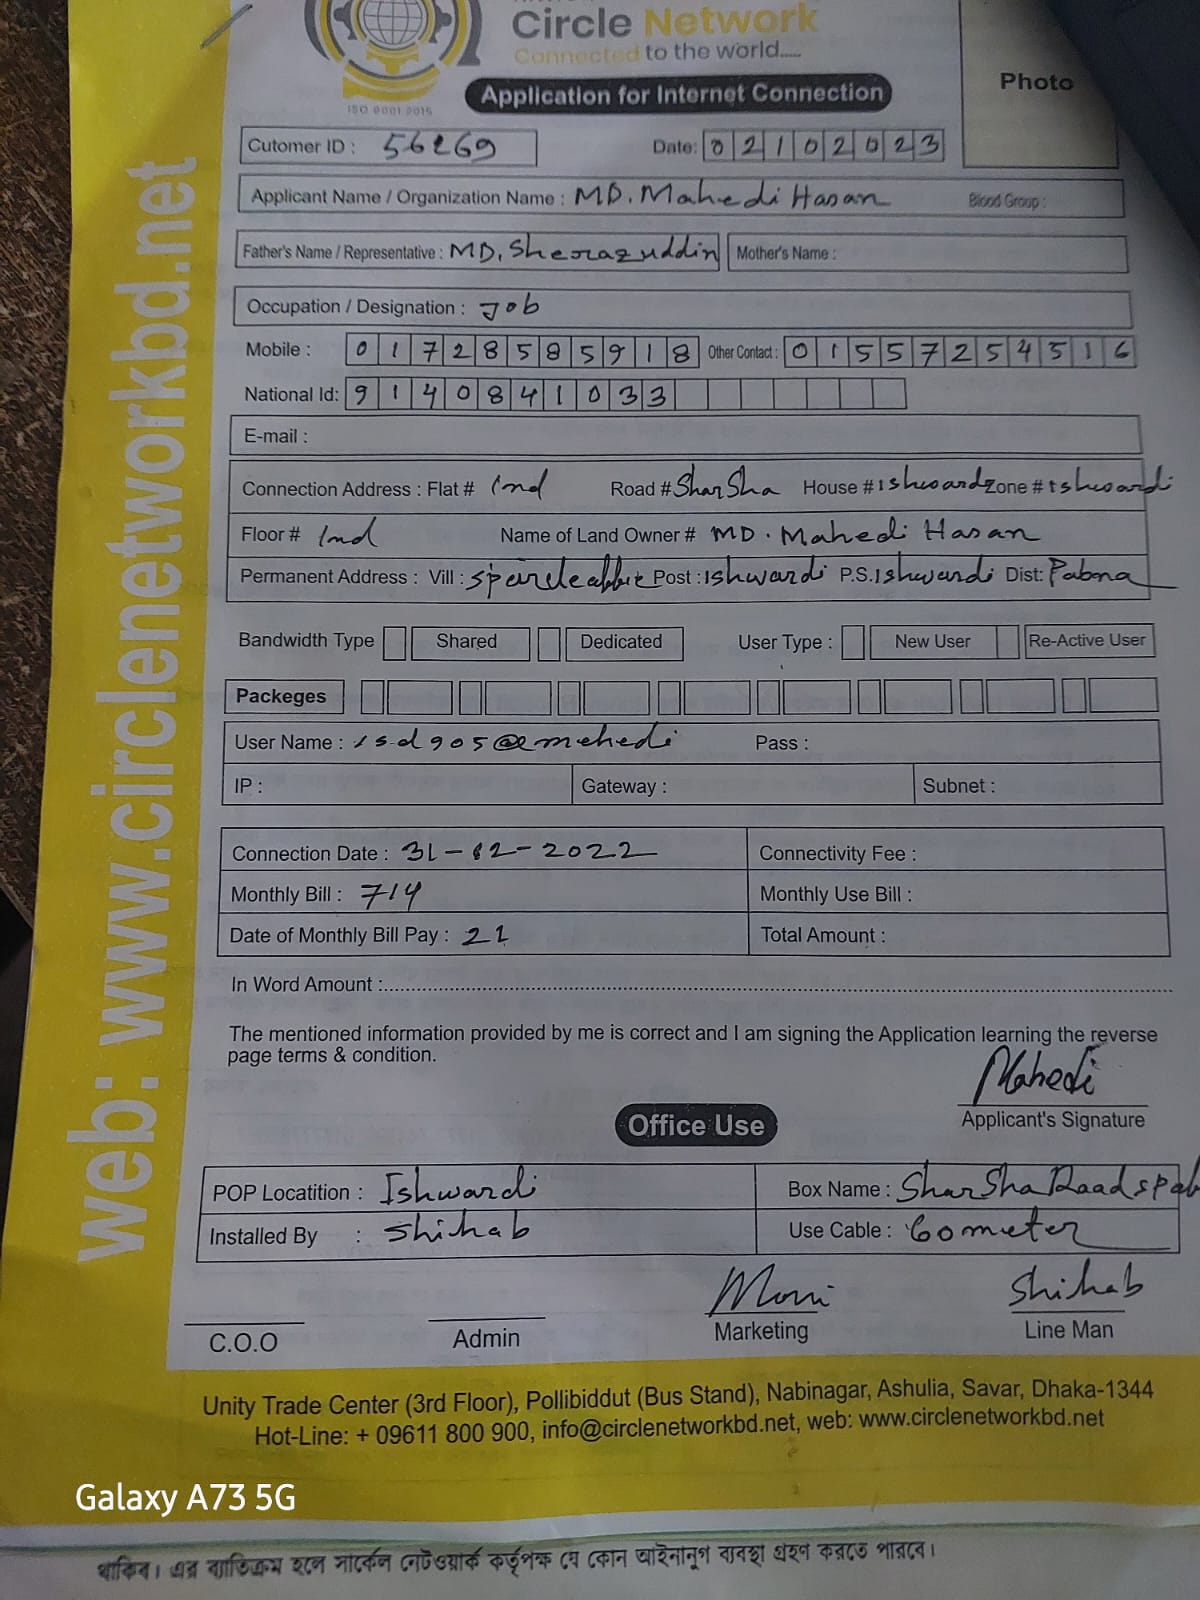 Circle Network
Connected to the world.....
ISO 9001:2015
Application for Internet Connection
Photo
Cutomer ID : 56269
Date: 02102023
Applicant Name / Organization Name : MD. Mahedi Hasan Blood Group :
Father's Name / Representative : MD. Sherazuddin Mother's Name :
Occupation / Designation : Job
Mobile : 01728585918 Other Contact : 01557254516
National Id: 9140841033
E-mail :
Connection Address : Flat # 1nd Road # SharSha House # Ishwardi Zone # Ishwardi
Floor # 1nd Name of Land Owner # MD. Mahedi Hasan
Permanent Address : Vill : Post : Ishwardi P.S. Ishwardi Dist: Pabna
Bandwidth Type Shared Dedicated User Type : New User Re-Active User
Packeges
User Name : isd905@mehedi Pass :
IP : Gateway : Subnet :
Connection Date : 31-12-2022 Connectivity Fee :
Monthly Bill : 714 Monthly Use Bill :
Date of Monthly Bill Pay : 21 Total Amount :
In Word Amount :
The mentioned information provided by me is correct and I am signing the Application learning the reverse
page terms & condition.
Mahedi
Applicant's Signature
Office Use
POP Locatition : Ishwardi Box Name : SharSha Road
Installed By : Shihab Use Cable : 60 meter
Moni Shihab
C.O.O Admin Marketing Line Man
Unity Trade Center (3rd Floor), Pollibiddut (Bus Stand), Nabinagar, Ashulia, Savar, Dhaka-1344
Hot-Line: + 09611 800 900, info@circlenetworkbd.net, web: www.circlenetworkbd.net
web: www.circlenetworkbd.net
Galaxy A73 5G
থাকিব। এর ব্যাতিক্রম হলে সার্কেল নেটওয়ার্ক কর্তৃপক্ষ যে কোন আইনানুগ ব্যবস্থা গ্রহণ করতে পারবে।